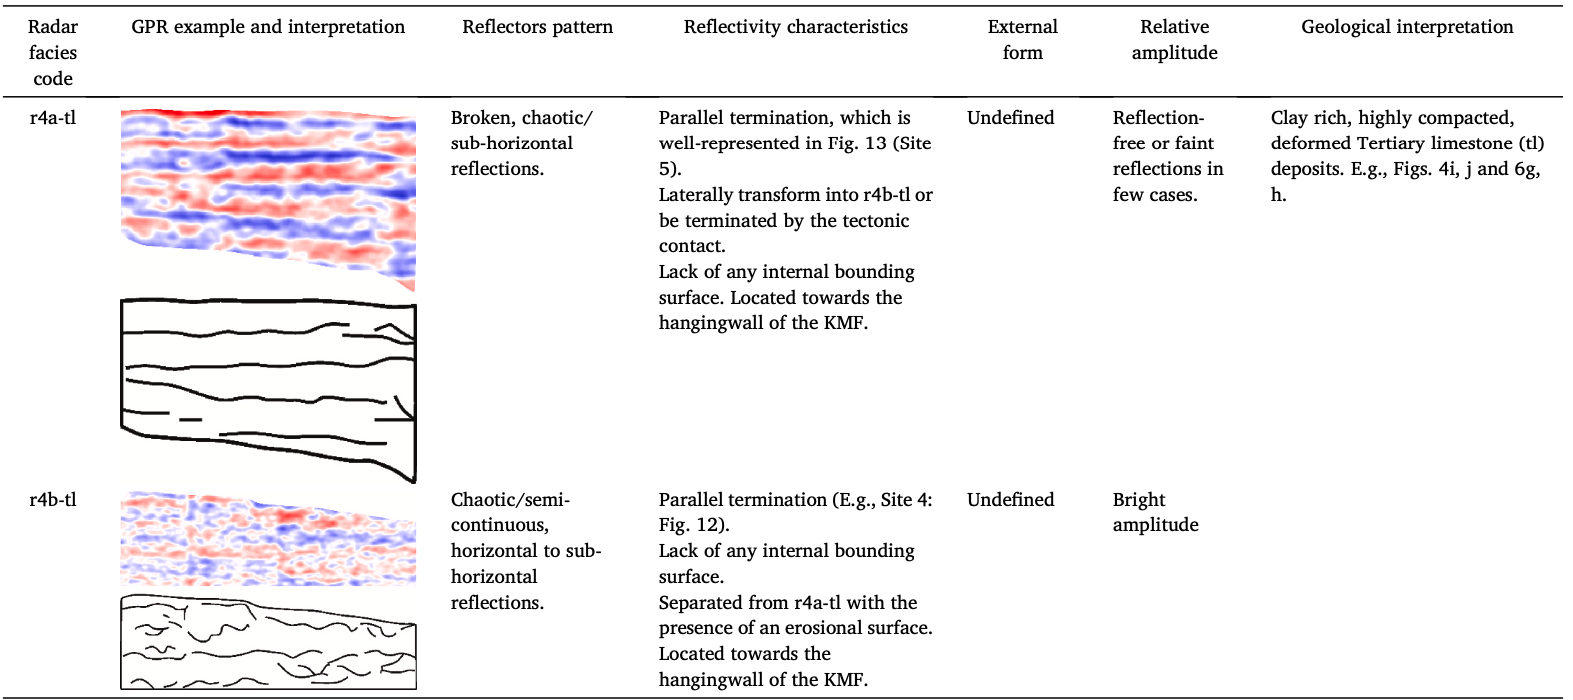 Radar facies code
GPR example and interpretation
Reflectors pattern
Reflectivity characteristics
External form
Relative amplitude
Geological interpretation
r4a-tl
Broken, chaotic/
sub-horizontal
reflections.
Parallel termination, which is
well-represented in Fig. 13 (Site
5).
Laterally transform into r4b-tl or
be terminated by the tectonic
contact.
Lack of any internal bounding
surface. Located towards the
hangingwall of the KMF.
Undefined
Reflection-
free or faint
reflections in
few cases.
Clay rich, highly compacted,
deformed Tertiary limestone (tl)
deposits. E.g., Figs. 4i, j and 6g,
h.
r4b-tl
Chaotic/semi-
continuous,
horizontal to sub-
horizontal
reflections.
Parallel termination (E.g., Site 4:
Fig. 12).
Lack of any internal bounding
surface.
Separated from r4a-tl with the
presence of an erosional surface.
Located towards the
hangingwall of the KMF.
Undefined
Bright
amplitude